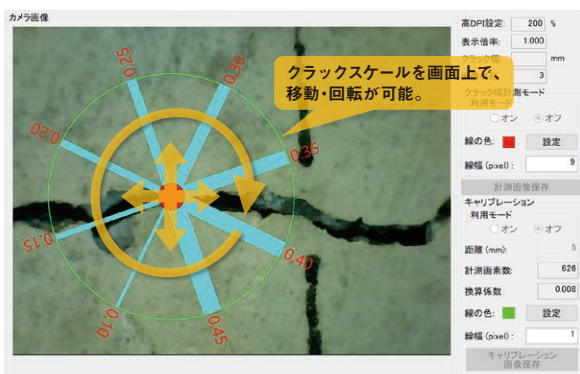 カメラ画像
高DPI設定: 200 %
表示倍率: 1.000
クラック幅: mm
3
クラック幅計測モード
利用モード
オン オフ
線の色: 設定
線幅 (pixel) : 9
計測画像保存
キャリブレーション
利用モード
オン オフ
距離 (mm): 5
計測画素数: 626
換算係数 0.008
線の色: 設定
線幅 (pixel) : 1
キャリブレーション
画像保存
クラックスケールを画面上で、
移動・回転が可能。
0.25
0.30
0.20
0.35
0.15
0.40
0.10
0.45